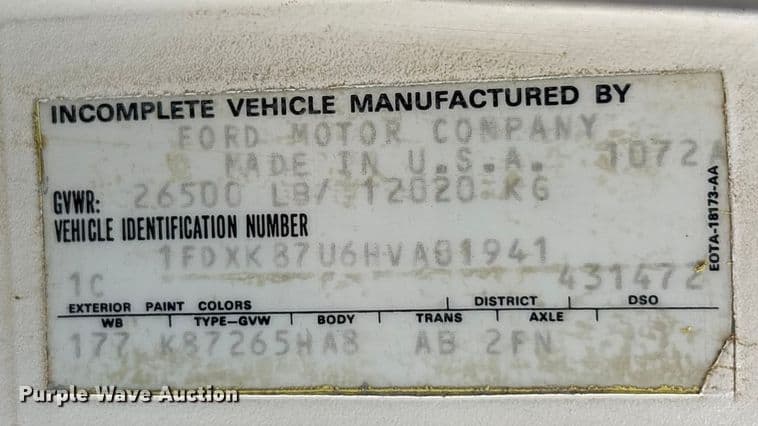 INCOMPLETE VEHICLE MANUFACTURED BY
FORD MOTOR COMPANY
MADE IN U.S.A. 1072
GVWR: 26500 LB/ 12020 KG
VEHICLE IDENTIFICATION NUMBER
1FDXK87U6HVA01941
1C 431472
EXTERIOR PAINT COLORS DISTRICT DSO
WB TYPE-GVW BODY TRANS AXLE
177 K87265HA8 AB 2FN
EOTA-18173-AA
Purple Wave Auction